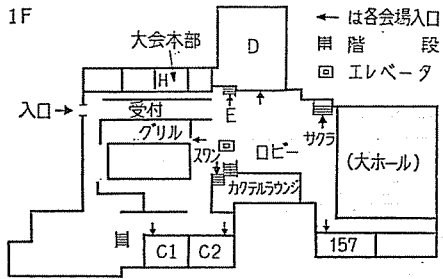 1F
←は各会場入口
階 段
エレベータ
大会本部
D
H
入口→
受付
E
グリル
スワン
ロビー
サクラ
(大ホール)
カクテルラウンジ
C1
C2
157